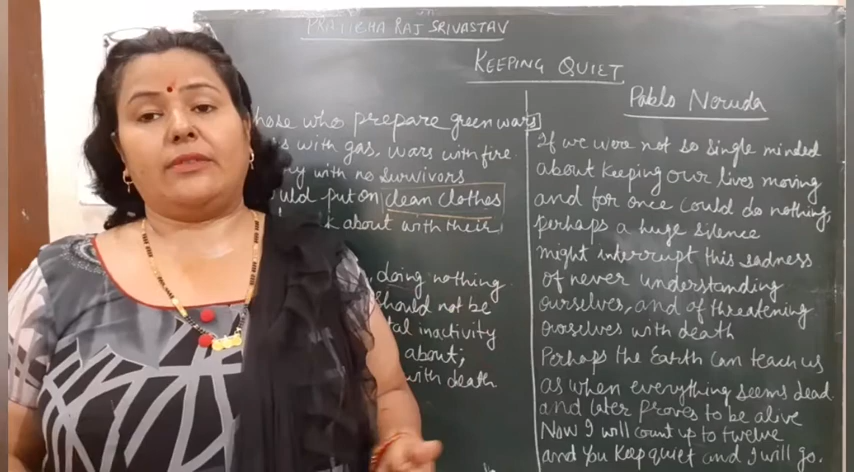 PRATIBHA RAJ SRIVASTAV
KEEPING QUIET
Pablo Neruda
hose who prepare green wars
with gas, wars with fire
with no survivors
uld put on clean clothes
about with their
doing nothing
should not be
tal inactivity
about;
with death
If we were not so single minded
about keeping our lives moving
and for once could do nothing,
perhaps a huge silence
might interrupt this sadness
of never understanding
ourselves, and of threatening
ourselves with death
Perhaps the Earth can teach us
as when everything seems dead
and later proves to be alive
Now I will count up to twelve
and you keep quiet and I will go.